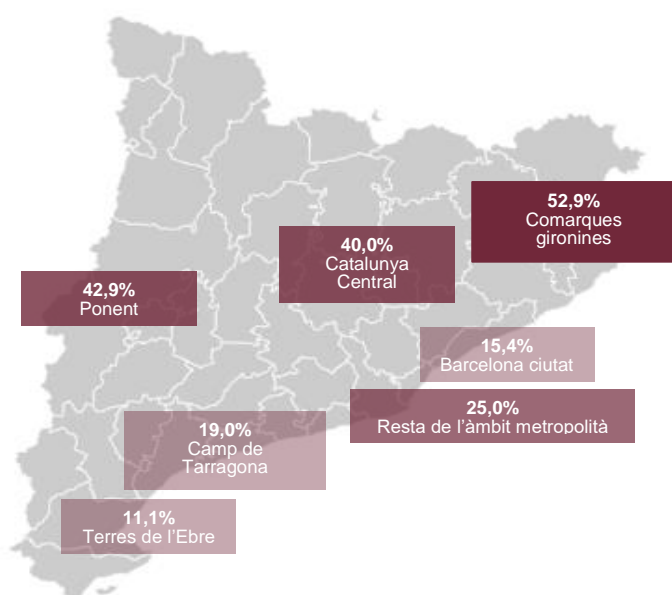 52,9%
Comarques
gironines
40,0%
Catalunya
Central
42,9%
Ponent
15,4%
Barcelona ciutat
25,0%
Resta de l'àmbit metropolità
19,0%
Camp de
Tarragona
11,1%
Terres de l'Ebre